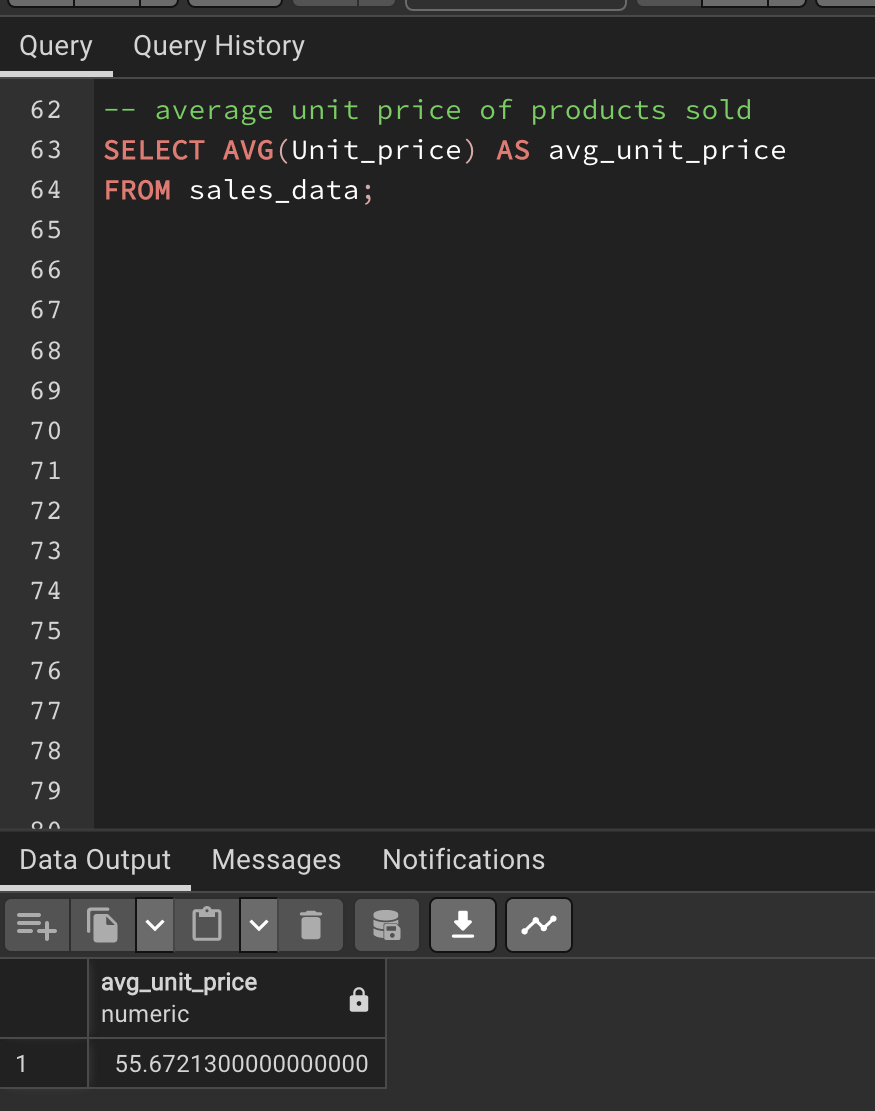 Query Query History
62 -- average unit price of products sold
63 SELECT AVG(Unit_price) AS avg_unit_price
64 FROM sales_data;
65
66
67
68
69
70
71
72
73
74
75
76
77
78
79
80
Data Output Messages Notifications
avg_unit_price
numeric
1 55.6721300000000000